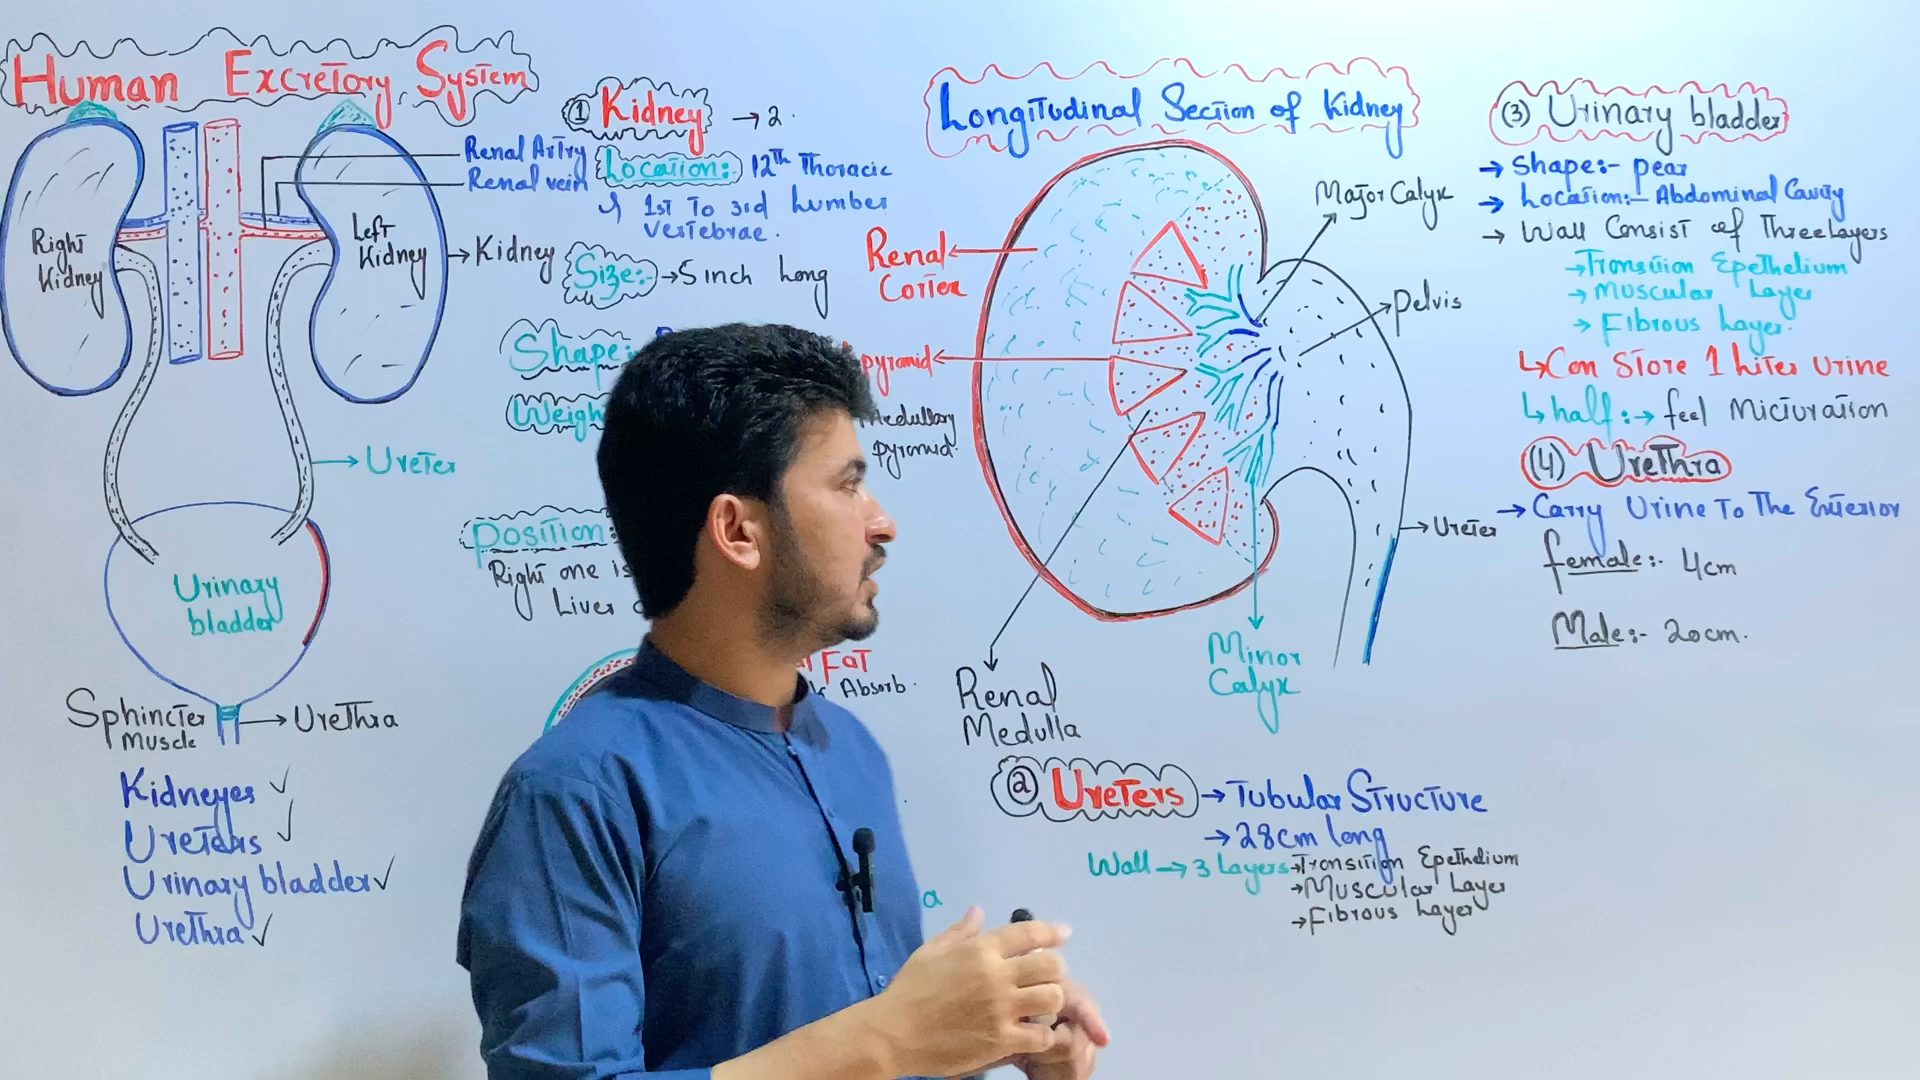 Human Excretory System
Right
Kidney
Left
Kidney
Renal Artry
Renal vein
→ Kidney
→ Ureter
Urinary
bladder
Sphincter
Muscle
→ Urethra
Kidneyes ✓
Ureters ✓
Urinary bladder ✓
Urethra ✓
① Kidney → 2.
Location:- 12th Thoracic
1st To 3rd Lumber
vertebrae.
Size:- → 5 inch Long
Shape:
Weigh
Position:
Right one is
Liver
Fat
Absorb.
a
Longitudinal Section of Kidney
Renal
Cortex
pyramid
Medullary
pyramid.
Major Calyx
Pelvis
→ Ureter
Renal
Medulla
Minor
Calyx
② Ureters → Tubular Structure
→ 28cm long
Wall → 3 Layers → Transition Epethelium
→ Muscular Layer
→ Fibrous Layer
(3) Urinary bladder
→ Shape:- pear
→ Location:- Abdominal Cavity
→ Wall Consist of Three Layers
→ Transition Epethelium
→ Muscular Layer
→ Fibrous Layer.
↳ Can Store 1 Liter Urine
↳ half:→ feel Micturation
(4) Urethra
→ Carry Urine To The Exterior
female:- 4cm
Male:- 20cm.